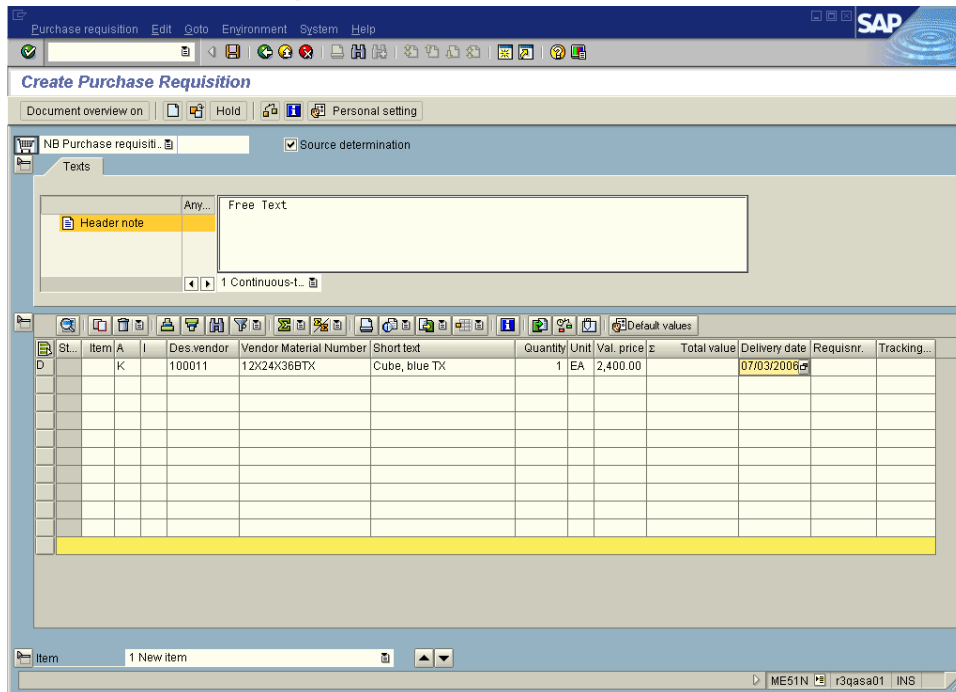 Purchase requisition Edit Goto Environment System Help
SAP
Create Purchase Requisition
Document overview on Hold Personal setting
NB Purchase requisiti.. Source determination
Texts
Any... Free Text
Header note
1 Continuous-t...
Default values
St... Item A I Des.vendor Vendor Material Number Short text Quantity Unit Val. price Σ Total value Delivery date Requisnr. Tracking...
D K 100011 12X24X36BTX Cube, blue TX 1 EA 2,400.00 07/03/2006
Item 1 New item
ME51N r3qasa01 INS